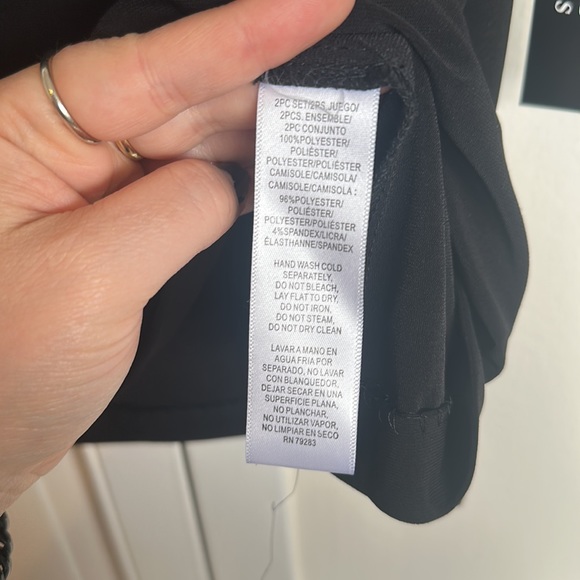 2PC SET/2PS JUEGO/
2PCS. ENSEMBLE/
2PC CONJUNTO
100%POLYESTER/
POLIÉSTER/
POLYESTER/POLIÉSTER
CAMISOLE/CAMISOLA/
CAMISOLE/CAMISOLA :
96%POLYESTER/
POLIÉSTER/
POLYESTER/POLIÉSTER
4%SPANDEX/LICRA/
ÉLASTHANNE/SPANDEX
HAND WASH COLD
SEPARATELY,
DO NOT BLEACH,
LAY FLAT TO DRY,
DO NOT IRON,
DO NOT STEAM,
DO NOT DRY CLEAN
LAVAR A MANO EN
AGUA FRIA POR
SEPARADO, NO LAVAR
CON BLANQUEDOR,
DEJAR SECAR EN UNA
SUPERFICIE PLANA,
NO PLANCHAR,
NO UTILIZAR VAPOR,
NO LIMPIAR EN SECO
RN 79283